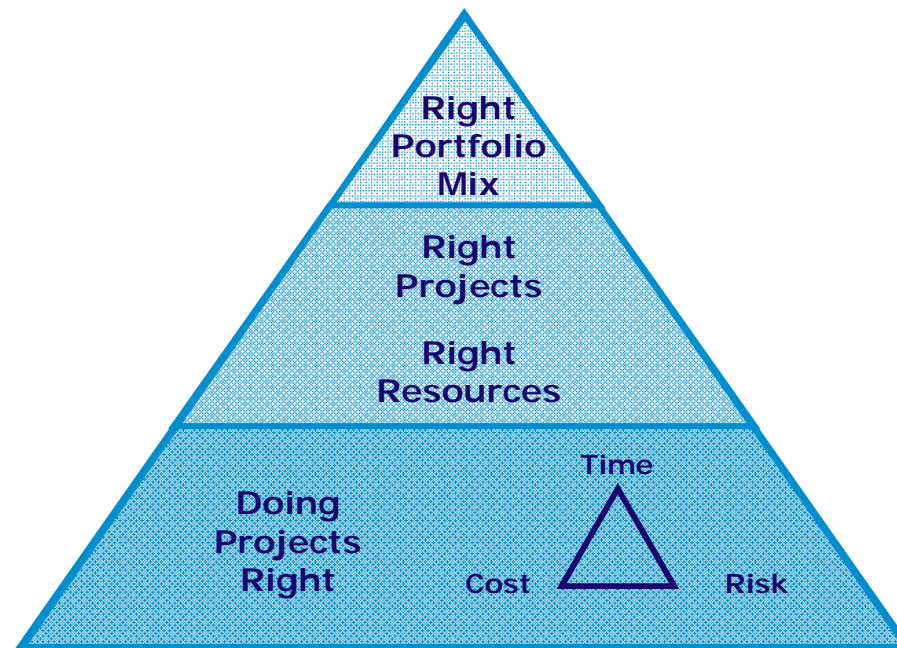 Right
Portfolio
Mix
Right
Projects
Right
Resources
Doing
Projects
Right
Time
Cost
Risk